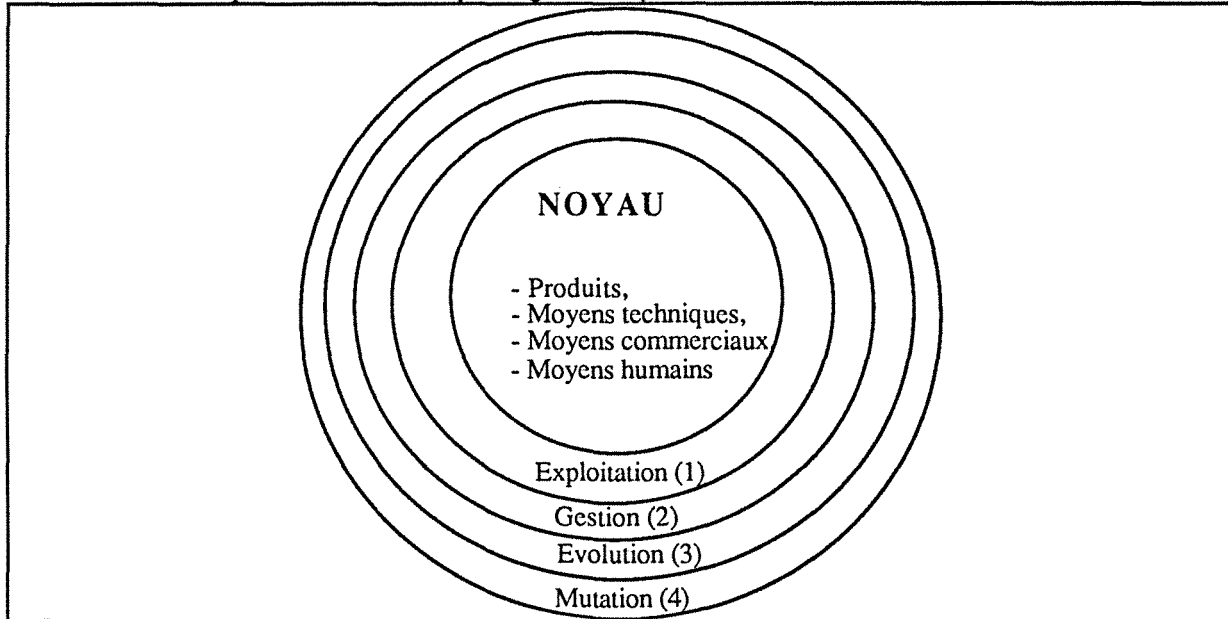 NOYAU
- Produits,
- Moyens techniques,
- Moyens commerciaux,
- Moyens humains
Exploitation (1)
Gestion (2)
Evolution (3)
Mutation (4)